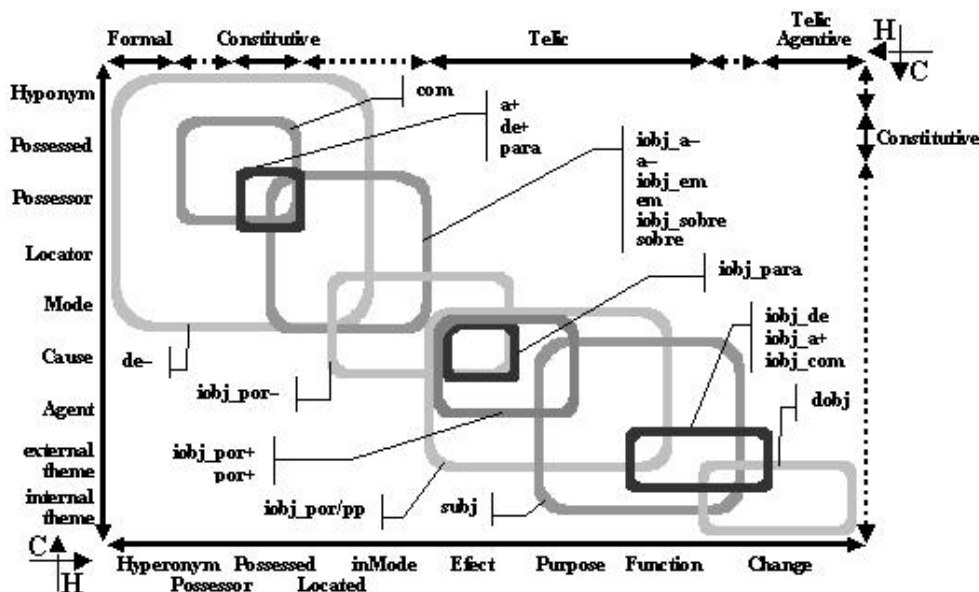 Formal Constitutive Telic Telic
Agentive
H
C
Hyponym
Possessed
Possessor
Locator
Mode
Cause
Agent
external
theme
internal
theme
Constitutive
com
a+
de+
para
iobj_a–
a–
iobj_em
em
iobj_sobre
sobre
iobj_para
iobj_de
iobj_a+
iobj_com
dobj
de–
iobj_por–
iobj_por+
por+
iobj_por/pp
subj
C
H
Hyperonym Possessed inMode Effect Purpose Function Change
Possessor Located